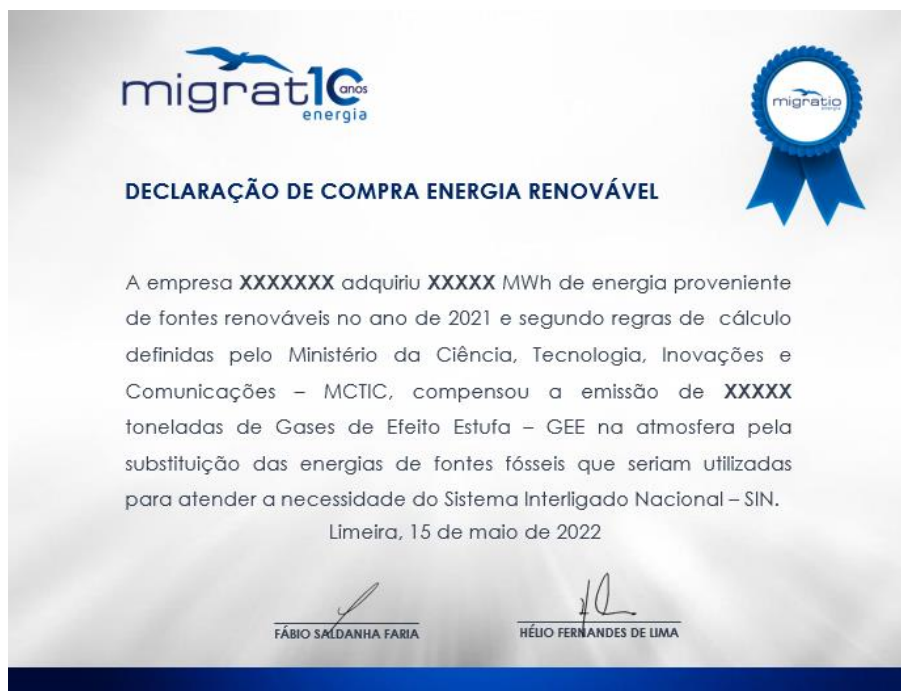 migrat10 anos
energia
migratio
energia
DECLARAÇÃO DE COMPRA ENERGIA RENOVÁVEL
A empresa XXXXXXX adquiriu XXXXX MWh de energia proveniente
de fontes renováveis no ano de 2021 e segundo regras de cálculo
definidas pelo Ministério da Ciência, Tecnologia, Inovações e
Comunicações – MCTIC, compensou a emissão de XXXXX
toneladas de Gases de Efeito Estufa – GEE na atmosfera pela
substituição das energias de fontes fósseis que seriam utilizadas
para atender a necessidade do Sistema Interligado Nacional – SIN.
Limeira, 15 de maio de 2022
FÁBIO SALDANHA FARIA
HÉLIO FERNANDES DE LIMA